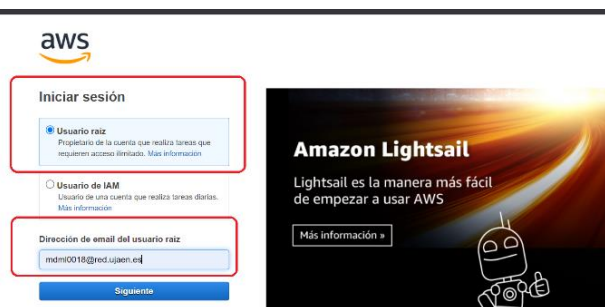 aws
Iniciar sesión
Usuario raíz
Propietario de la cuenta que realiza tareas que
requieren acceso ilimitado. Más información
Usuario de IAM
Usuario de una cuenta que realiza tareas diarias.
Más información
Dirección de email del usuario raíz
mdml0018@red.ujaen.es
Siguiente
Amazon Lightsail
Lightsail es la manera más fácil
de empezar a usar AWS
Más información »